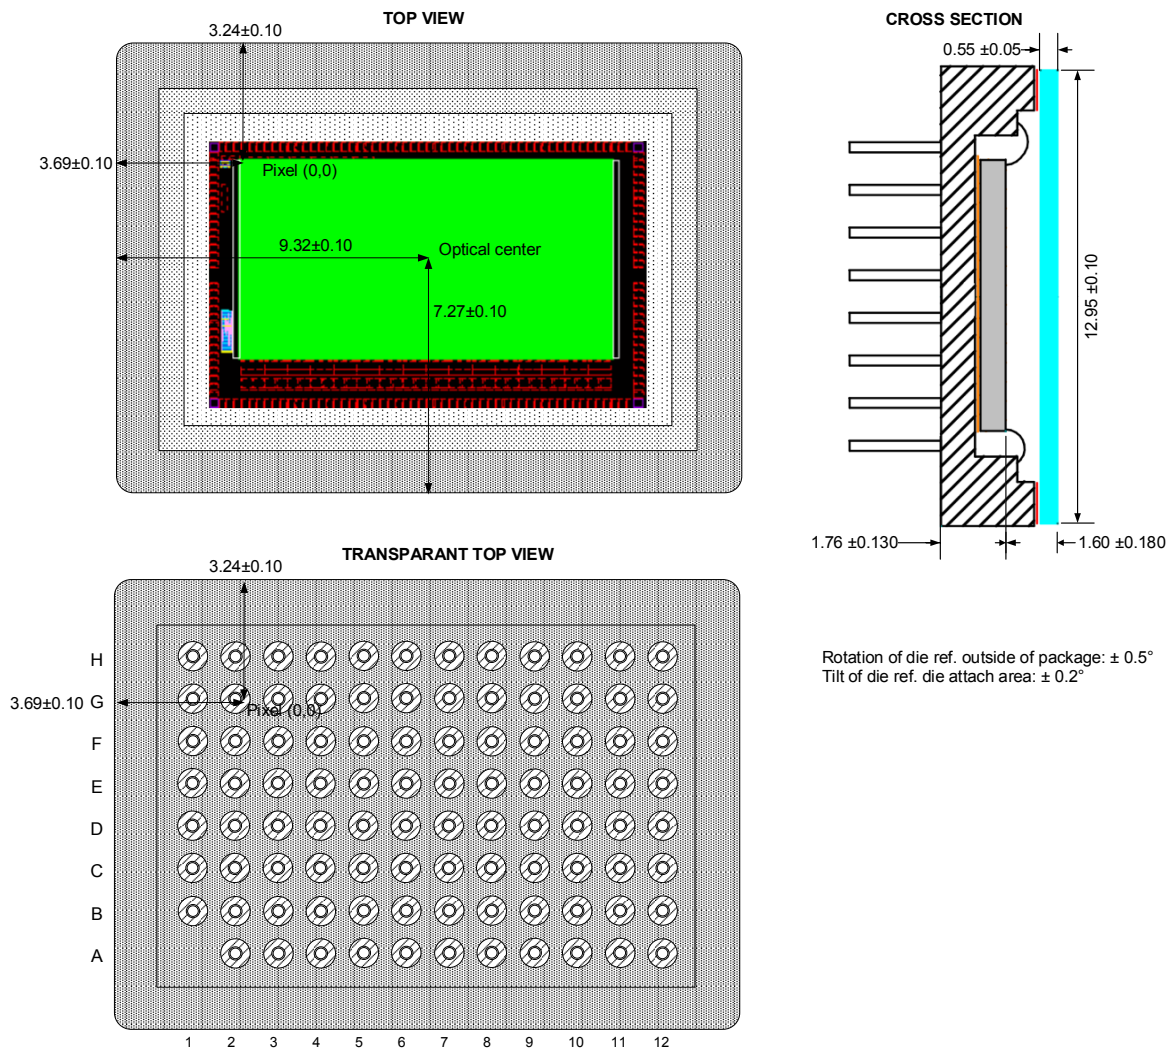 TOP VIEW
3.24±0.10
3.69±0.10
Pixel (0,0)
9.32±0.10
Optical center
7.27±0.10
CROSS SECTION
0.55 ±0.05
12.95 ±0.10
1.76 ±0.130
1.60 ±0.180
TRANSPARANT TOP VIEW
3.24±0.10
3.69±0.10
Pixel (0,0)
H
G
F
E
D
C
B
A
1 2 3 4 5 6 7 8 9 10 11 12
Rotation of die ref. outside of package: ± 0.5°
Tilt of die ref. die attach area: ± 0.2°